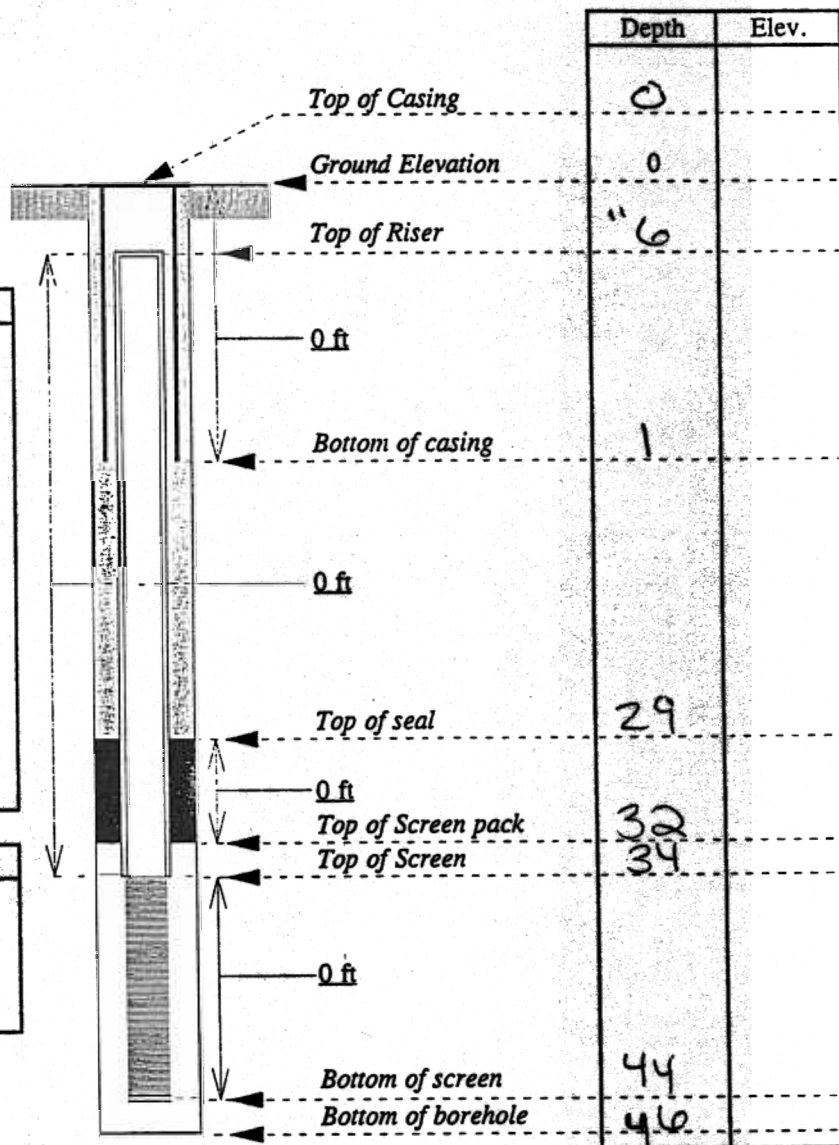 Depth Elev.
Top of Casing 0
Ground Elevation 0
Top of Riser "6
0 ft
Bottom of casing 1
0 ft
Top of seal 29
0 ft
Top of Screen pack 32
Top of Screen 34
0 ft
Bottom of screen 44
Bottom of borehole 46